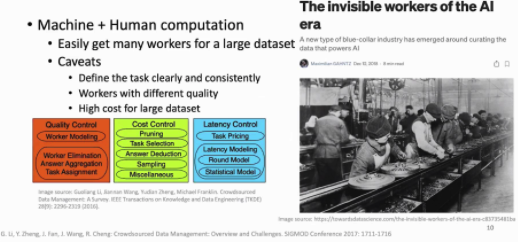 • Machine + Human computation
• Easily get many workers for a large dataset
• Caveats
• Define the task clearly and consistently
• Workers with different quality
• High cost for large dataset
Quality Control
Worker Modeling
Worker Elimination
Answer Aggregation
Task Assignment
Cost Control
Pruning
Task Selection
Answer Deduction
Sampling
Miscellaneous
Latency Control
Task Pricing
Latency Modeling
Round Model
Statistical Model
Image source: Guoliang Li, Jiannan Wang, Yudian Zheng, Michael Franklin. Crowdsourced
Data Management: A Survey. IEEE Transactions on Knowledge and Data Engineering (TKDE)
28(9): 2296-2319 (2016).
The invisible workers of the AI
era
A new type of blue-collar industry has emerged around curating the
data that powers AI
Dec 12, 2018 · 8 min read
Image source: https://towardsdatascience.com/the-invisible-workers-of-the-ai-era-c83735481ba
10
G. Li, Y. Zheng, J. Fan, J. Wang, R. Cheng: Crowdsourced Data Management: Overview and Challenges. SIGMOD Conference 2017: 1711-1716